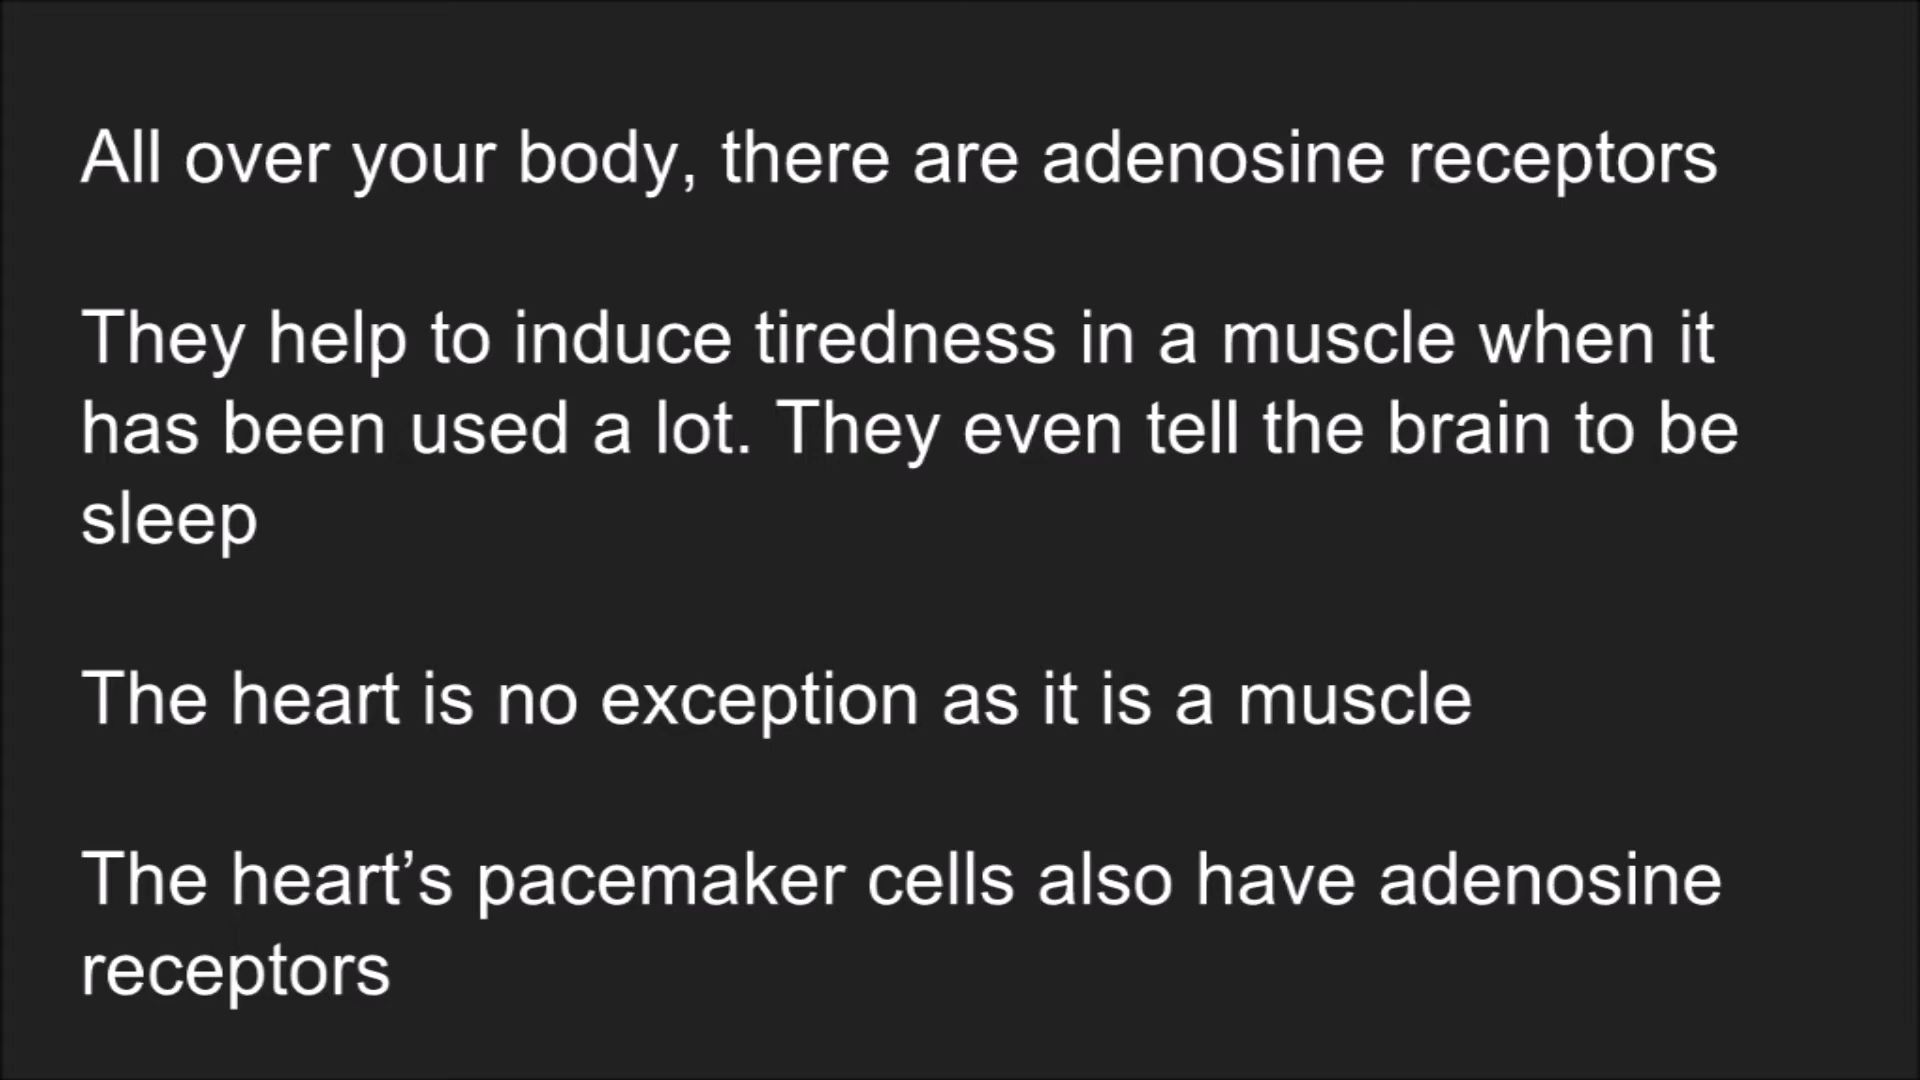 All over your body, there are adenosine receptors
They help to induce tiredness in a muscle when it
has been used a lot. They even tell the brain to be
sleep
The heart is no exception as it is a muscle
The heart’s pacemaker cells also have adenosine
receptors